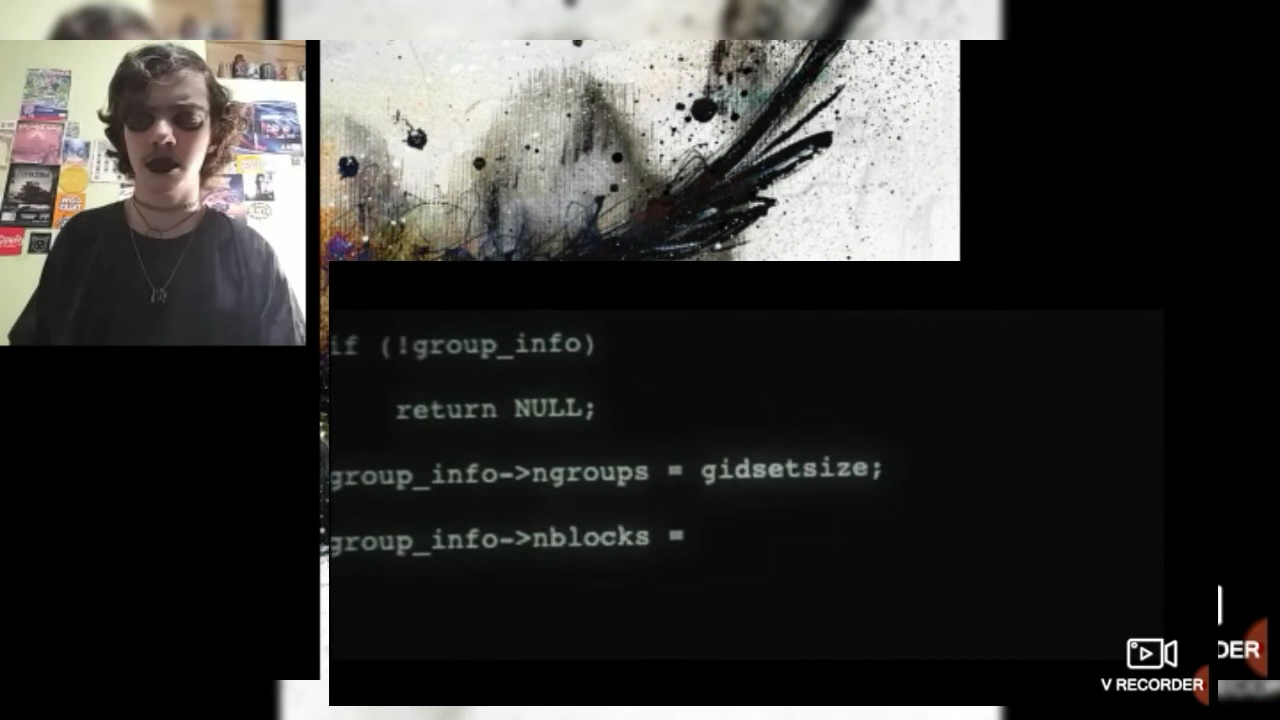 if (!group_info)
return NULL;
group_info->ngroups = gidsetsize;
group_info->nblocks =
V RECORDER
DER